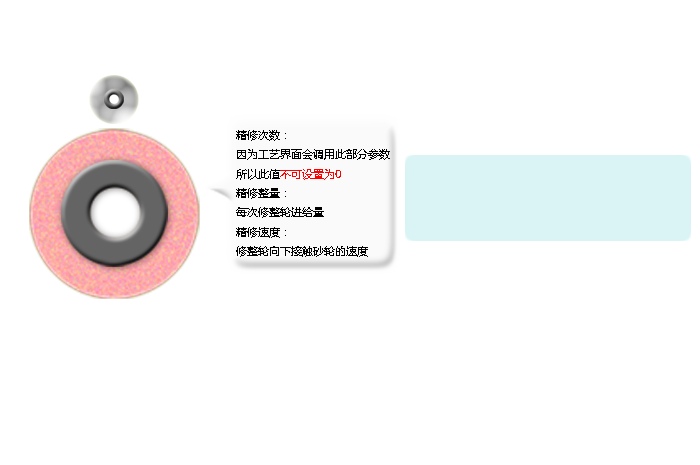 精修次数：
因为工艺界面会调用此部分参数
所以此值不可设置为0
精修整量：
每次修整轮进给量
精修速度：
修整轮向下接触砂轮的速度